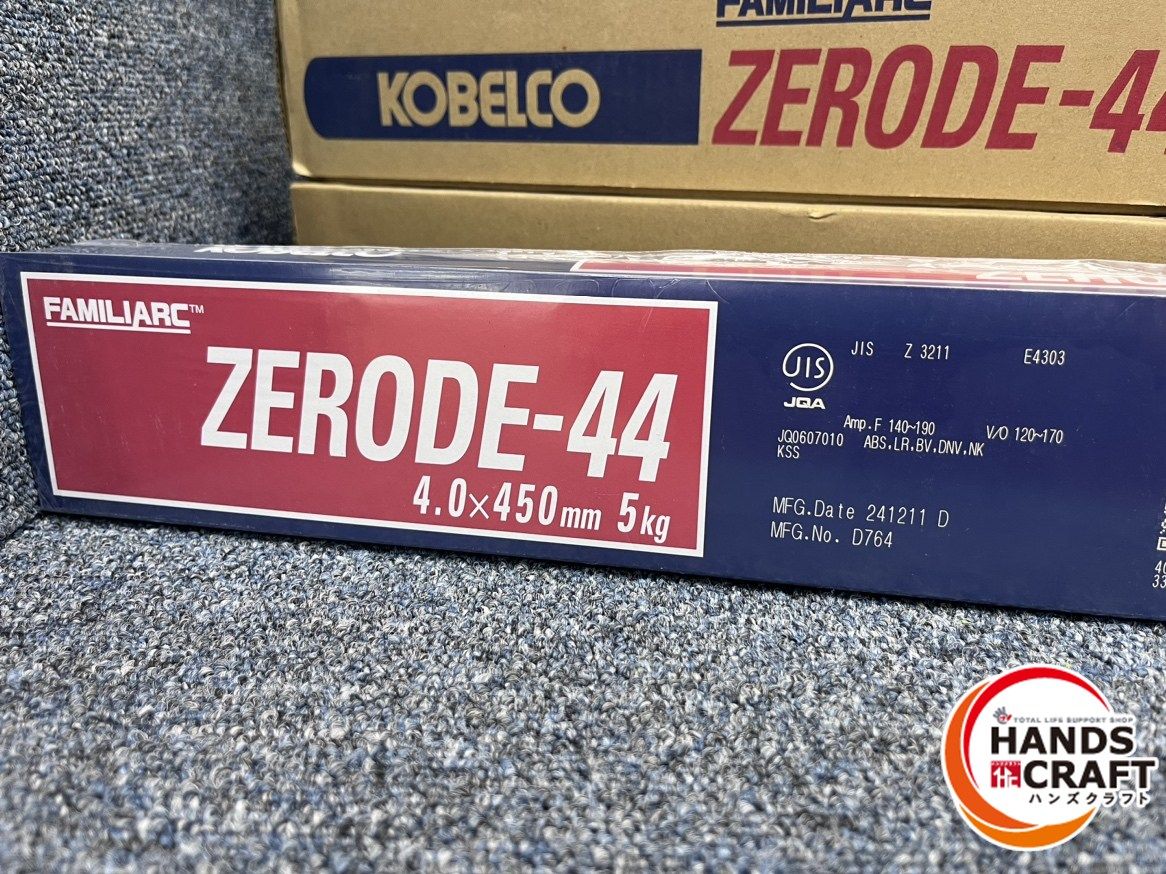 FAMILIARC
KOBELCO
ZERODE-44
FAMILIARC™
ZERODE-44
4.0×450mm 5kg
JIS
JQA
JIS Z 3211 E4303
Amp.F 140~190 V/O 120~170
JQ0607010 ABS,LR,BV,DNV,NK
KSS
MFG.Date 241211 D
MFG.No. D764
TOTAL LIFE SUPPORT SHOP
HANDS
CRAFT
ハンズクラフト